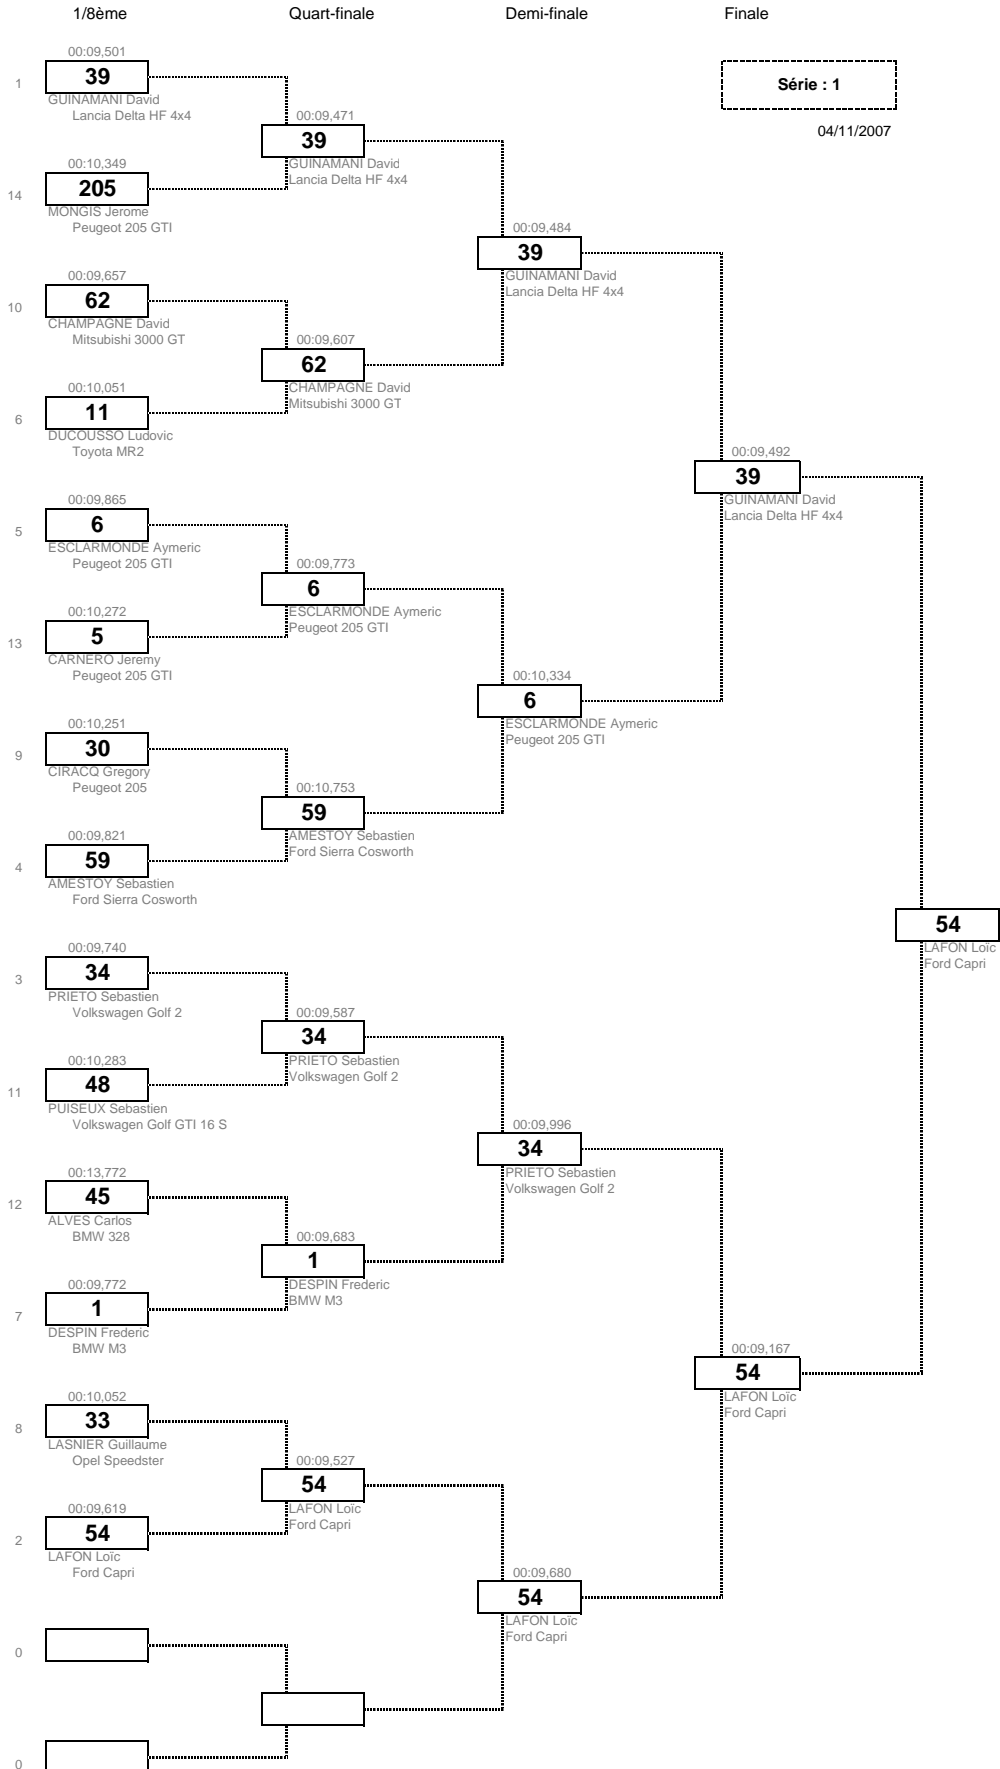 1/8ème
Quart-finale
Demi-finale
Finale
Série : 1
04/11/2007
00:09,501
1
39
GUINAMANI David
Lancia Delta HF 4x4
00:09,471
39
GUINAMANI David
Lancia Delta HF 4x4
00:10,349
14
205
MONGIS Jerome
Peugeot 205 GTI
00:09,484
39
GUINAMANI David
Lancia Delta HF 4x4
00:09,657
10
62
CHAMPAGNE David
Mitsubishi 3000 GT
00:09,607
62
CHAMPAGNE David
Mitsubishi 3000 GT
00:10,051
6
11
DUCOUSSO Ludovic
Toyota MR2
00:09,492
39
GUINAMANI David
Lancia Delta HF 4x4
00:09,865
5
6
ESCLARMONDE Aymeric
Peugeot 205 GTI
00:09,773
6
ESCLARMONDE Aymeric
Peugeot 205 GTI
00:10,272
13
5
CARNERO Jeremy
Peugeot 205 GTI
00:10,334
6
ESCLARMONDE Aymeric
Peugeot 205 GTI
00:10,251
9
30
CIRACQ Gregory
Peugeot 205
00:10,753
59
AMESTOY Sebastien
Ford Sierra Cosworth
00:09,821
4
59
AMESTOY Sebastien
Ford Sierra Cosworth
54
LAFON Loïc
Ford Capri
00:09,740
3
34
PRIETO Sebastien
Volkswagen Golf 2
00:09,587
34
PRIETO Sebastien
Volkswagen Golf 2
00:10,283
11
48
PUISEUX Sebastien
Volkswagen Golf GTI 16 S
00:09,996
34
PRIETO Sebastien
Volkswagen Golf 2
00:13,772
12
45
ALVES Carlos
BMW 328
00:09,683
1
DESPIN Frederic
BMW M3
00:09,772
7
1
DESPIN Frederic
BMW M3
00:09,167
54
LAFON Loïc
Ford Capri
00:10,052
8
33
LASNIER Guillaume
Opel Speedster
00:09,527
54
LAFON Loïc
Ford Capri
00:09,619
2
54
LAFON Loïc
Ford Capri
00:09,680
54
LAFON Loïc
Ford Capri
0
0